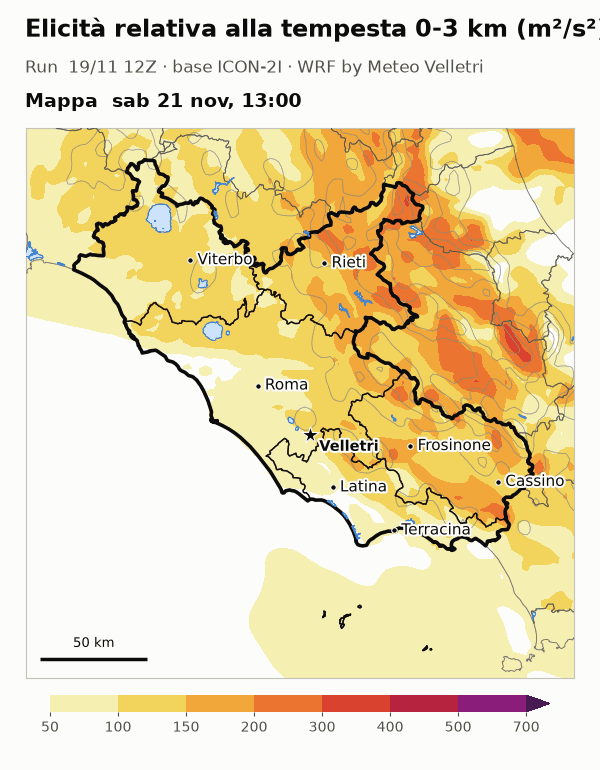 Elicità relativa alla tempesta 0-3 km (m²/s²)
Run  19/11 12Z · base ICON-2I · WRF by Meteo Velletri
Mappa  sab 21 nov, 13:00
Viterbo
Rieti
Roma
Velletri
Frosinone
Latina
Cassino
Terracina
50 km
50 100 150 200 300 400 500 700